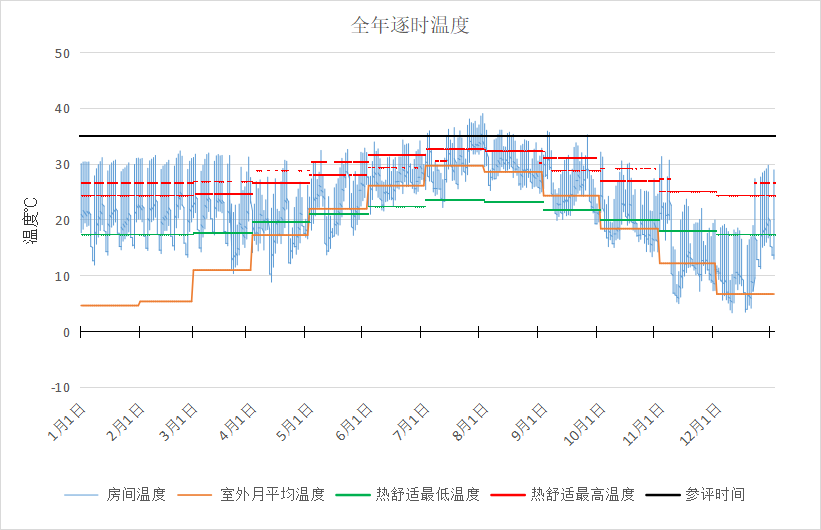 全年逐时温度
50
40
30
20
10
0
-10
温度℃
1月1日
2月1日
3月1日
4月1日
5月1日
6月1日
7月1日
8月1日
9月1日
10月1日
11月1日
12月1日
房间温度 室外月平均温度 热舒适最低温度 热舒适最高温度 参评时间